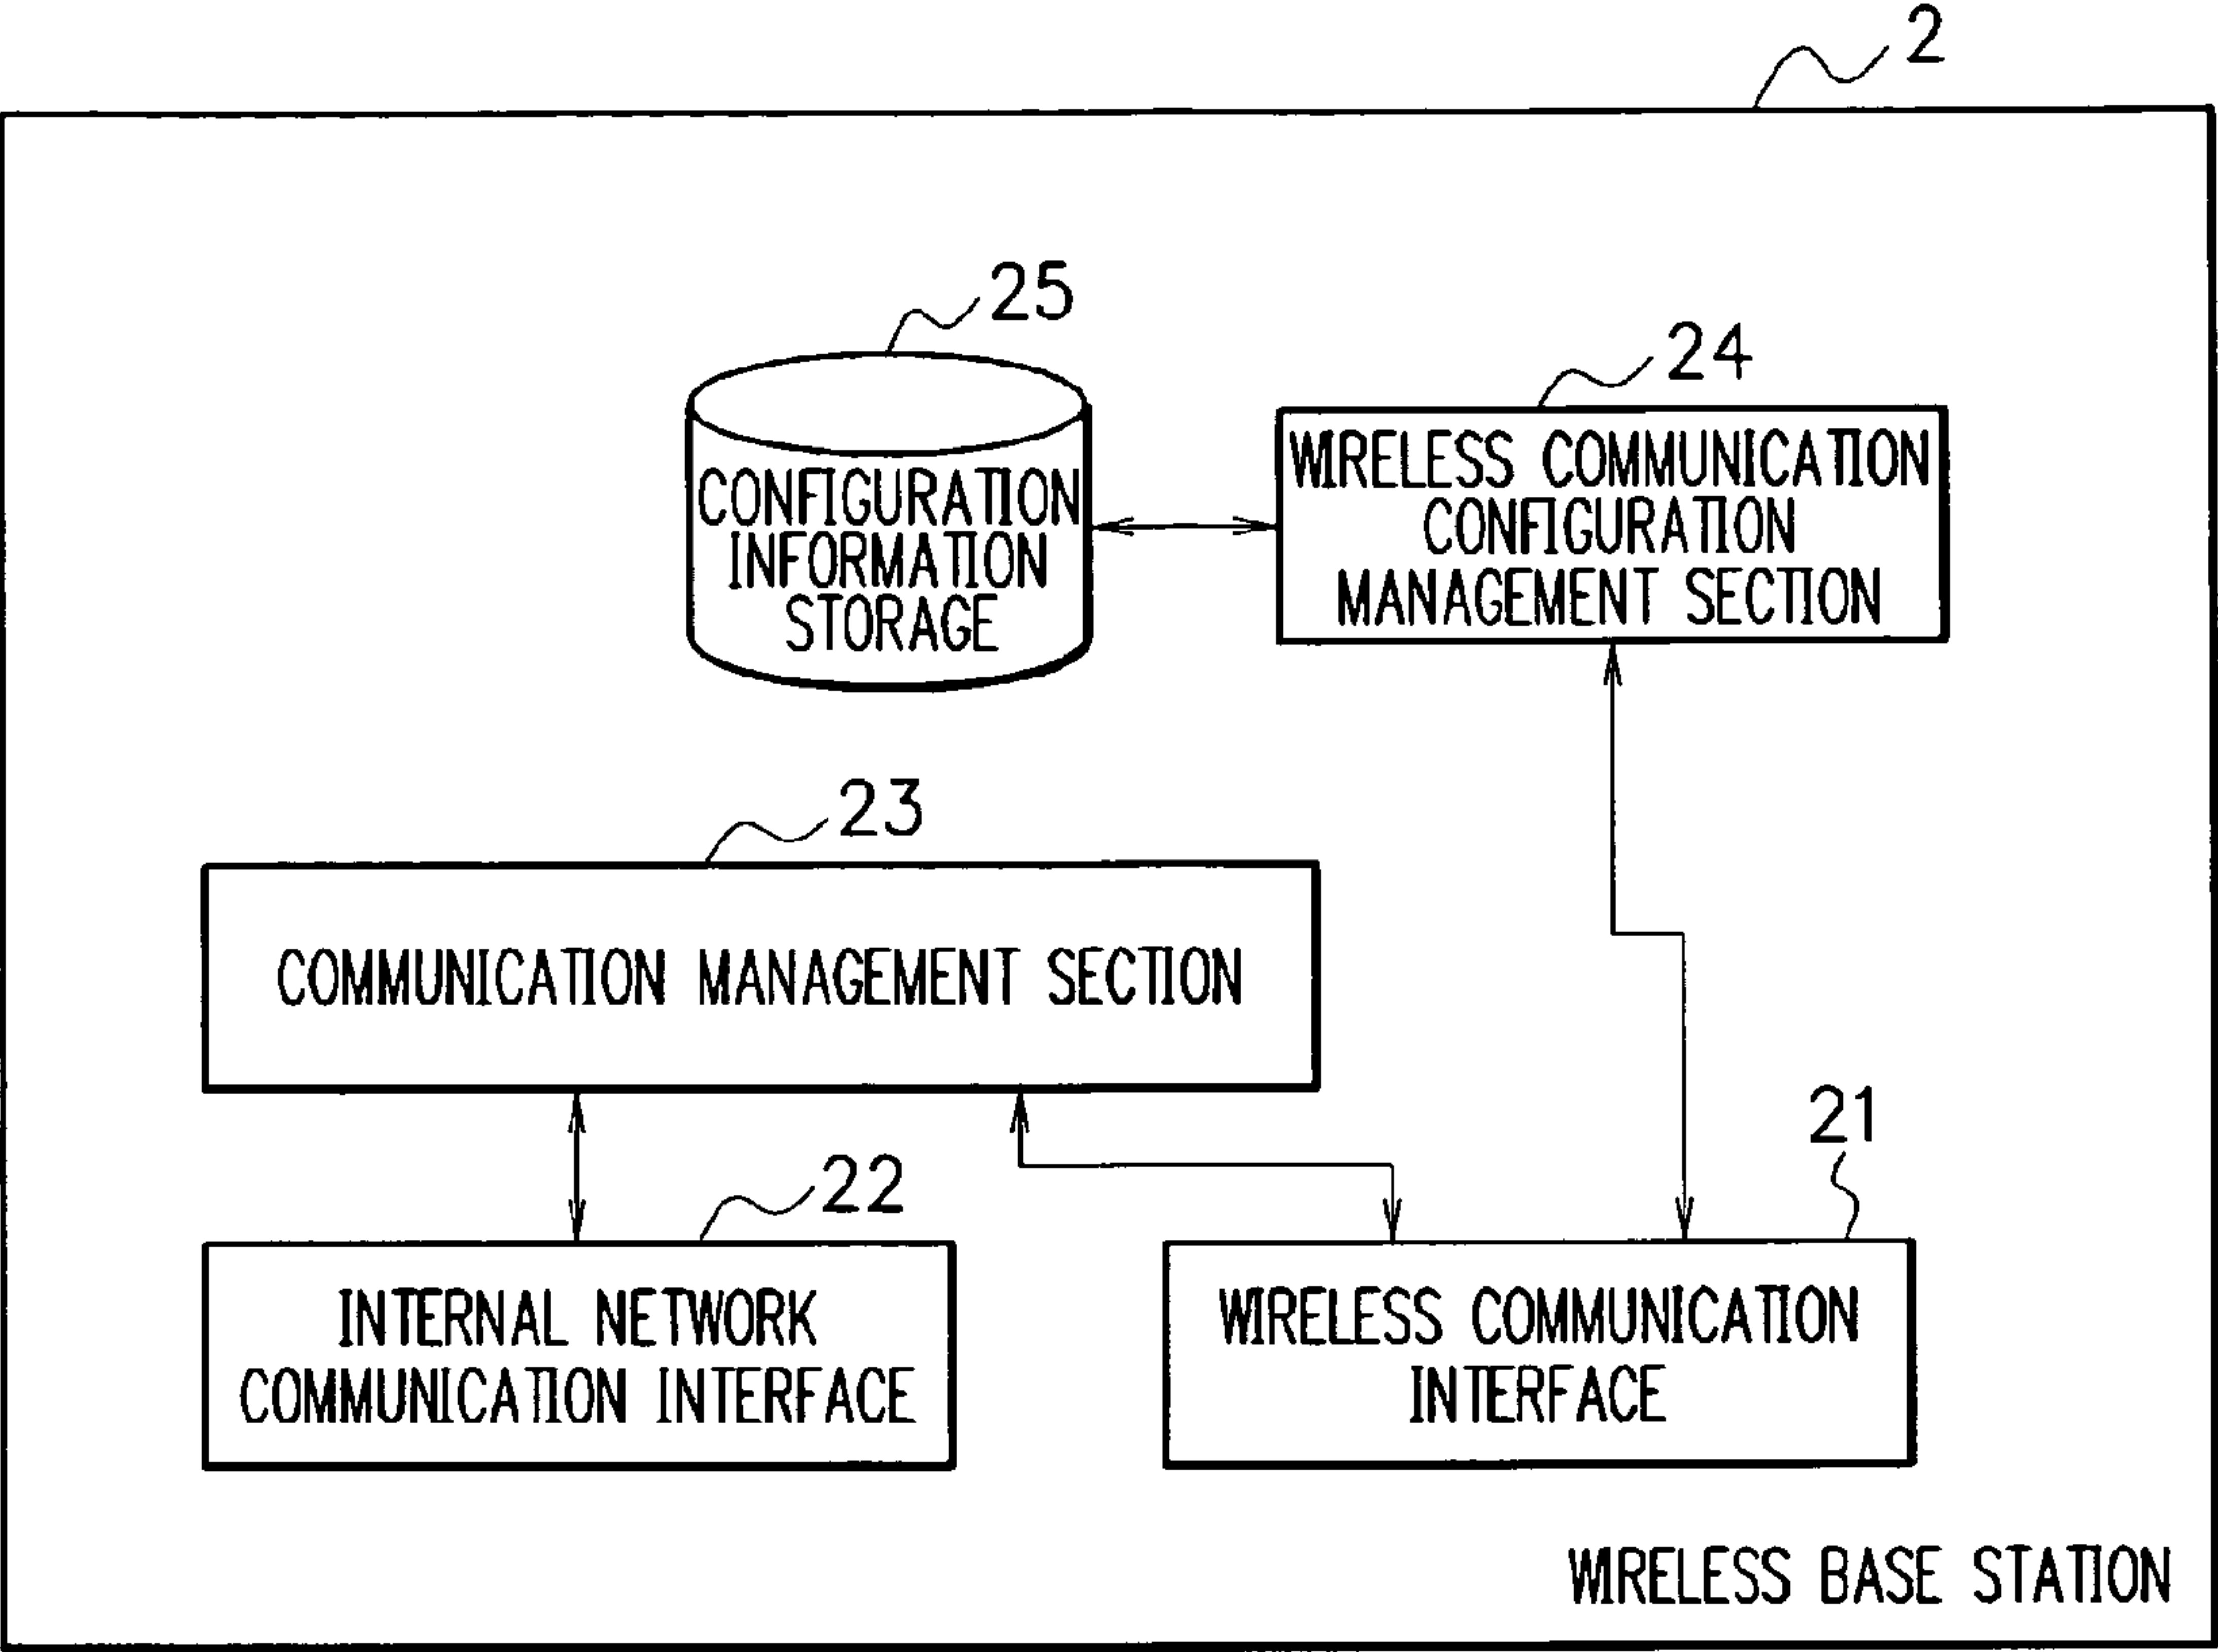 2
25
CONFIGURATION
INFORMATION
STORAGE
24
WIRELESS COMMUNICATION
CONFIGURATION
MANAGEMENT SECTION
23
COMMUNICATION MANAGEMENT SECTION
22
INTERNAL NETWORK
COMMUNICATION INTERFACE
21
WIRELESS COMMUNICATION
INTERFACE
WIRELESS BASE STATION